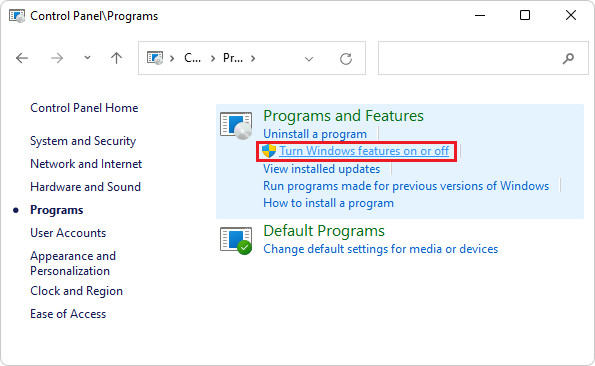 Control Panel\Programs
C...
Pr...
Control Panel Home
System and Security
Network and Internet
Hardware and Sound
Programs
User Accounts
Appearance and
Personalization
Clock and Region
Ease of Access
Programs and Features
Uninstall a program
Turn Windows features on or off
View installed updates
Run programs made for previous versions of Windows
How to install a program
Default Programs
Change default settings for media or devices